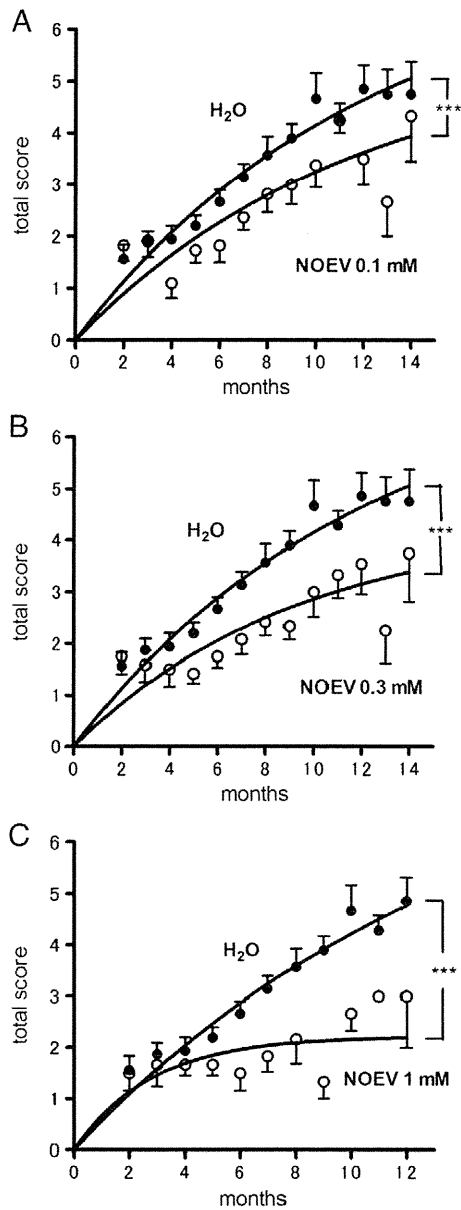 A
6
5
4
3
2
1
0
total score
H₂O
***
NOEV 0.1 mM
0 2 4 6 8 10 12 14
months
B
6
5
4
3
2
1
0
total score
H₂O
***
NOEV 0.3 mM
0 2 4 6 8 10 12 14
months
C
6
5
4
3
2
1
0
total score
H₂O
***
NOEV 1 mM
0 2 4 6 8 10 12
months